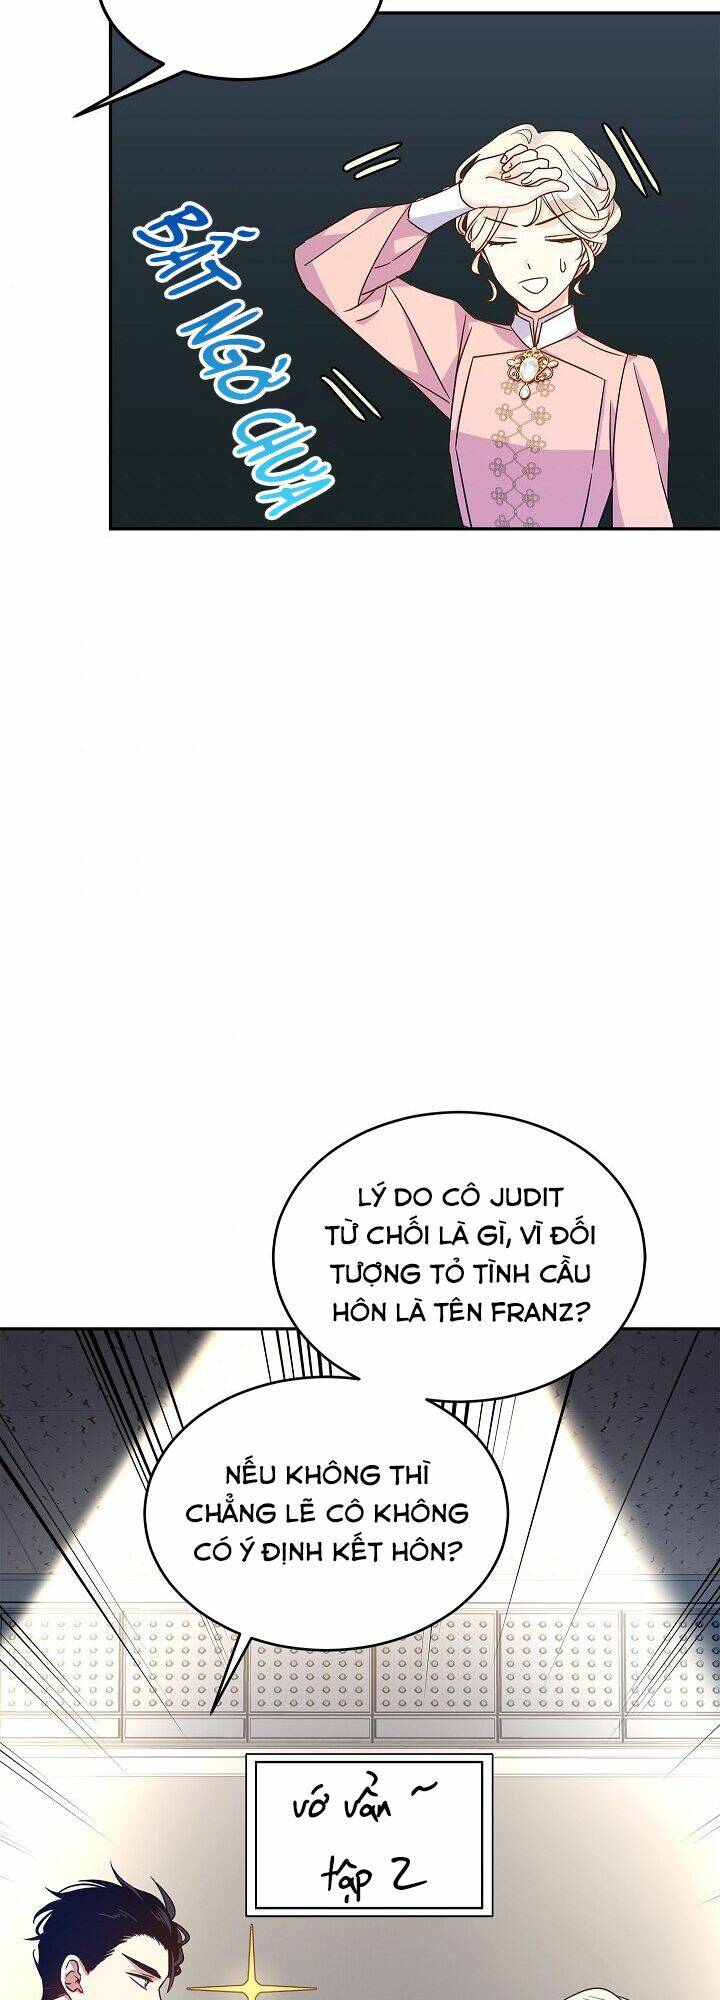 BẤT NGỜ CHƯA
LÝ DO CÔ JUDIT
TỪ CHỐI LÀ GÌ, VÌ ĐỐI
TƯỢNG TỎ TÌNH CẦU
HÔN LÀ TÊN FRANZ?
NẾU KHÔNG THÌ
CHẲNG LẼ CÔ KHÔNG
CÓ Ý ĐỊNH KẾT HÔN?
vớ vẩn ~
tập 2